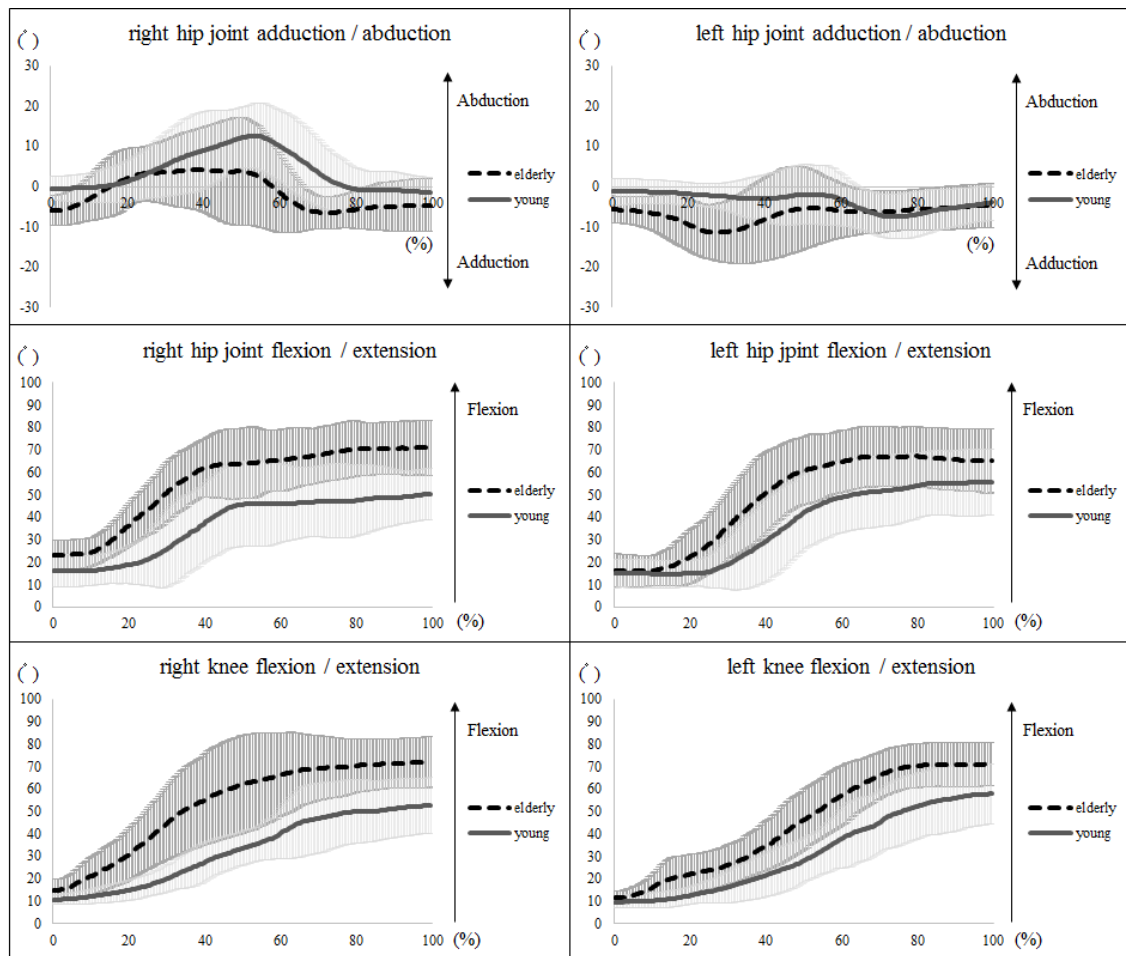 right hip joint adduction / abduction
(°)
30
20
10
0
-10
-20
-30
0 20 40 60 80 100
(%)
Abduction
elderly
young
Adduction
left hip joint adduction / abduction
(°)
30
20
10
0
-10
-20
-30
0 20 40 60 80 100
(%)
Abduction
elderly
young
Adduction
right hip joint flexion / extension
(°)
100
90
80
70
60
50
40
30
20
10
0
0 20 40 60 80 100
(%)
Flexion
elderly
young
left hip jpint flexion / extension
(°)
100
90
80
70
60
50
40
30
20
10
0
0 20 40 60 80 100
(%)
Flexion
elderly
young
right knee flexion / extension
(°)
100
90
80
70
60
50
40
30
20
10
0
0 20 40 60 80 100
(%)
Flexion
elderly
young
left knee flexion / extension
(°)
100
90
80
70
60
50
40
30
20
10
0
0 20 40 60 80 100
(%)
Flexion
elderly
young